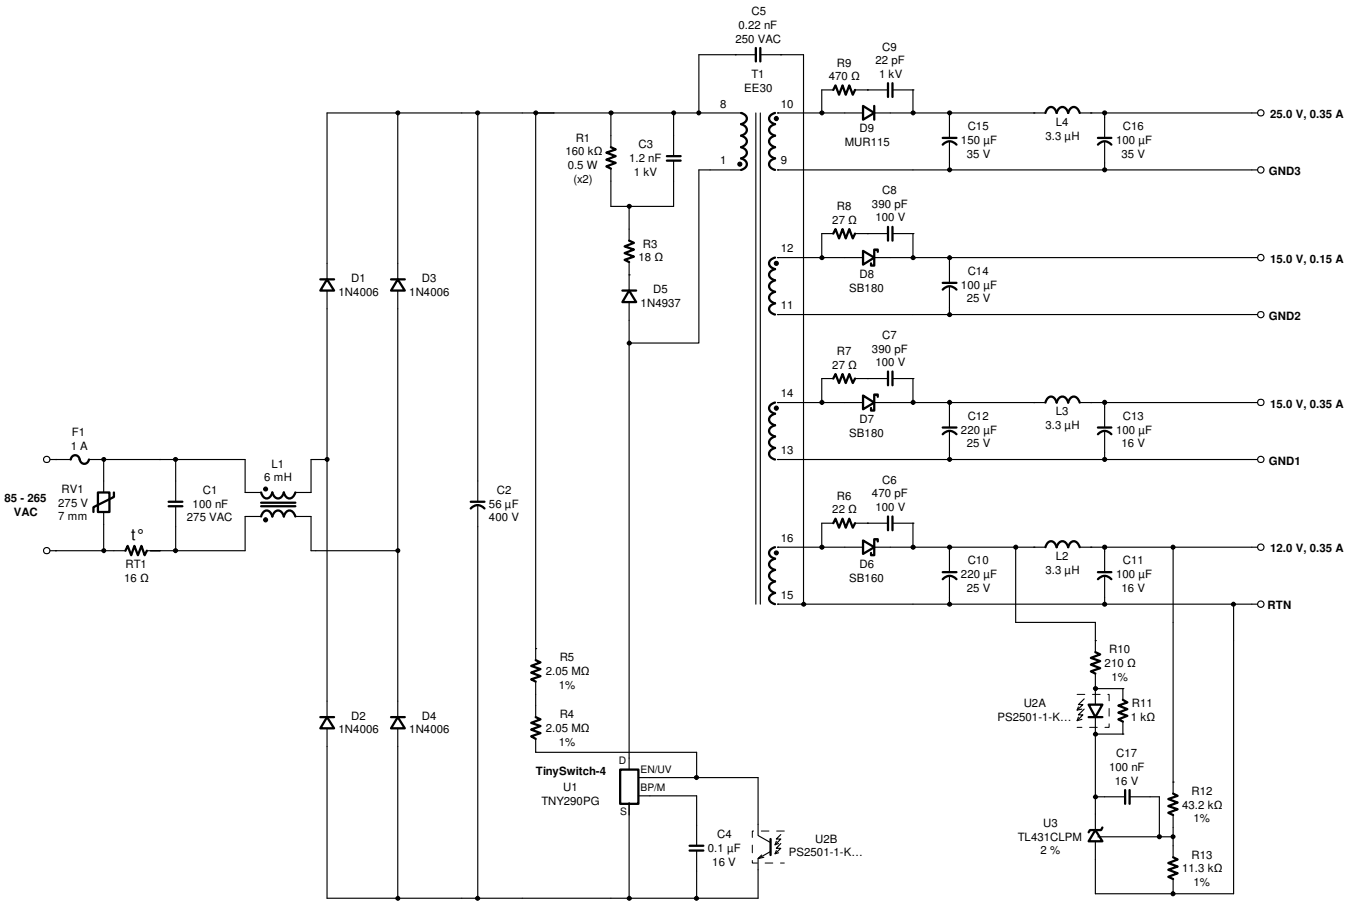 C5
0.22 nF
250 VAC
T1
EE30
8
1
10
9
R9
470 Ω
C9
22 pF
1 kV
D9
MUR115
C15
150 µF
35 V
L4
3.3 µH
C16
100 µF
35 V
25.0 V, 0.35 A
GND3
R1
160 kΩ
0.5 W
(x2)
C3
1.2 nF
1 kV
R3
18 Ω
D5
1N4937
12
11
R8
27 Ω
C8
390 pF
100 V
D8
SB180
C14
100 µF
25 V
15.0 V, 0.15 A
GND2
D1
1N4006
D3
1N4006
14
13
R7
27 Ω
C7
390 pF
100 V
D7
SB180
C12
220 µF
25 V
L3
3.3 µH
C13
100 µF
16 V
15.0 V, 0.35 A
GND1
F1
1 A
85 - 265
VAC
RV1
275 V
7 mm
t°
RT1
16 Ω
C1
100 nF
275 VAC
L1
6 mH
C2
56 µF
400 V
16
15
R6
22 Ω
C6
470 pF
100 V
D6
SB160
C10
220 µF
25 V
L2
3.3 µH
C11
100 µF
16 V
12.0 V, 0.35 A
RTN
D2
1N4006
D4
1N4006
R5
2.05 MΩ
1%
R4
2.05 MΩ
1%
TinySwitch-4
U1
TNY290PG
D
S
EN/UV
BP/M
C4
0.1 µF
16 V
U2B
PS2501-1-K...
R10
210 Ω
1%
U2A
PS2501-1-K...
R11
1 kΩ
C17
100 nF
16 V
U3
TL431CLPM
2 %
R12
43.2 kΩ
1%
R13
11.3 kΩ
1%